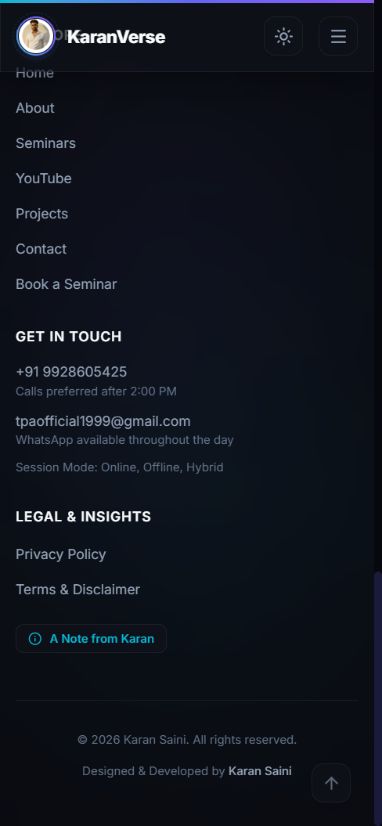 KaranVerse
Home
About
Seminars
YouTube
Projects
Contact
Book a Seminar
GET IN TOUCH
+91 9928605425
Calls preferred after 2:00 PM
tpaofficial1999@gmail.com
WhatsApp available throughout the day
Session Mode: Online, Offline, Hybrid
LEGAL & INSIGHTS
Privacy Policy
Terms & Disclaimer
A Note from Karan
© 2026 Karan Saini. All rights reserved.
Designed & Developed by Karan Saini